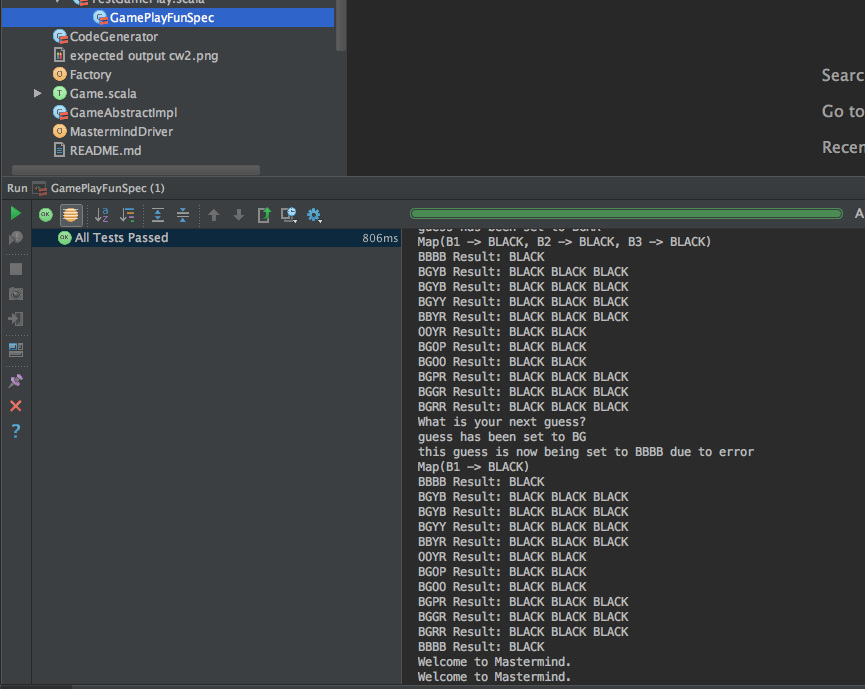 TestGamePlay.scala
GamePlayFunSpec
CodeGenerator
expected output cw2.png
Factory
Game.scala
GameAbstractImpl
MastermindDriver
README.md
Searc
Go to
Recen
Run GamePlayFunSpec (1)
All Tests Passed 806ms
guess has been set to BGRR
Map(B1 -> BLACK, B2 -> BLACK, B3 -> BLACK)
BBBB Result: BLACK
BGYB Result: BLACK BLACK BLACK
BGYB Result: BLACK BLACK BLACK
BGYY Result: BLACK BLACK BLACK
BBYR Result: BLACK BLACK BLACK
OOYR Result: BLACK BLACK
BGOP Result: BLACK BLACK
BGOO Result: BLACK BLACK
BGPR Result: BLACK BLACK BLACK
BGGR Result: BLACK BLACK BLACK
BGRR Result: BLACK BLACK BLACK
What is your next guess?
guess has been set to BG
this guess is now being set to BBBB due to error
Map(B1 -> BLACK)
BBBB Result: BLACK
BGYB Result: BLACK BLACK BLACK
BGYB Result: BLACK BLACK BLACK
BGYY Result: BLACK BLACK BLACK
BBYR Result: BLACK BLACK BLACK
OOYR Result: BLACK BLACK
BGOP Result: BLACK BLACK
BGOO Result: BLACK BLACK
BGPR Result: BLACK BLACK BLACK
BGGR Result: BLACK BLACK BLACK
BGRR Result: BLACK BLACK BLACK
BBBB Result: BLACK
Welcome to Mastermind.
Welcome to Mastermind.